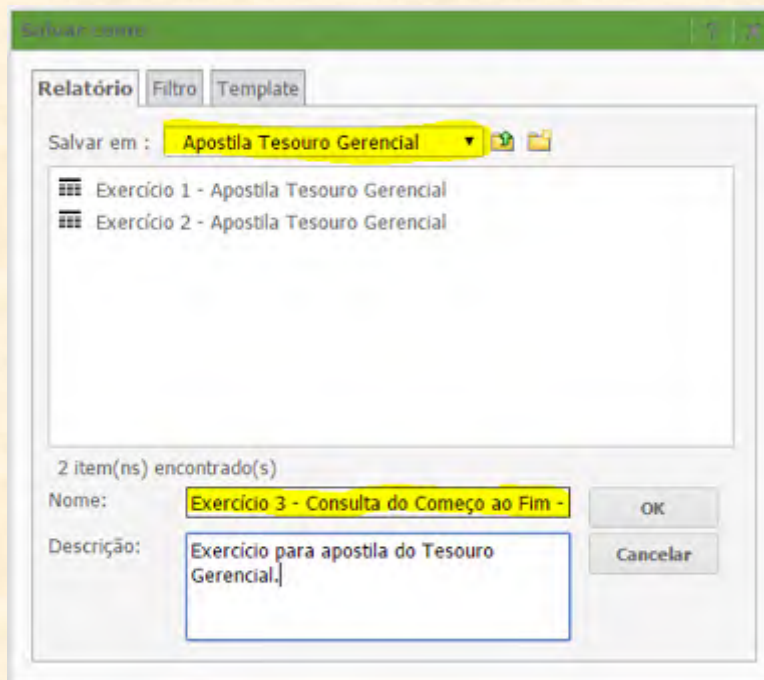 Salvar como
? X
Relatório Filtro Template
Salvar em : Apostila Tesouro Gerencial
Exercício 1 - Apostila Tesouro Gerencial
Exercício 2 - Apostila Tesouro Gerencial
2 item(ns) encontrado(s)
Nome: Exercício 3 - Consulta do Começo ao Fim - OK
Descrição: Exercício para apostila do Tesouro Cancelar
Gerencial.